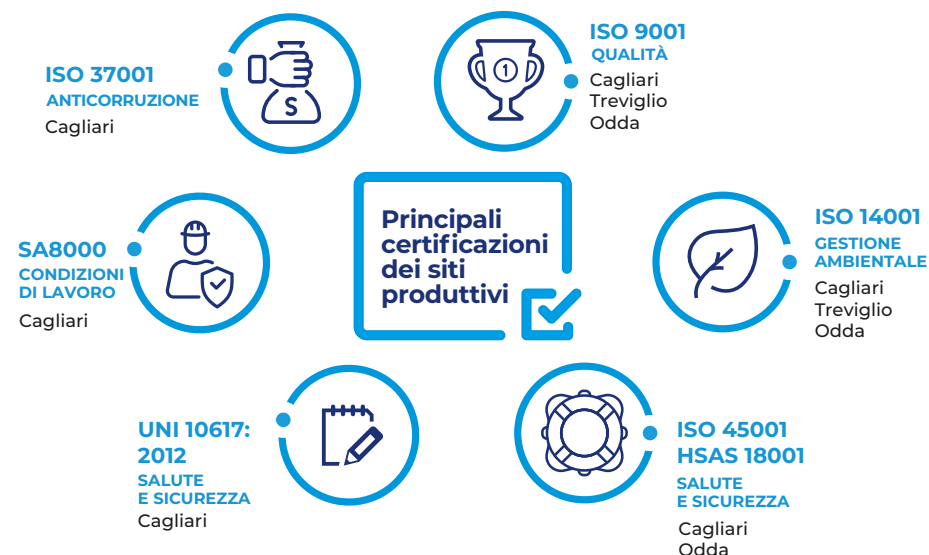 ISO 37001
ANTICORRUZIONE
Cagliari
S
1
ISO 9001
QUALITÀ
Cagliari
Treviglio
Odda
SA8000
CONDIZIONI
DI LAVORO
Cagliari
Principali
certificazioni
dei siti
produttivi
ISO 14001
GESTIONE
AMBIENTALE
Cagliari
Treviglio
Odda
UNI 10617:
2012
SALUTE
E SICUREZZA
Cagliari
ISO 45001
HSAS 18001
SALUTE
E SICUREZZA
Cagliari
Odda